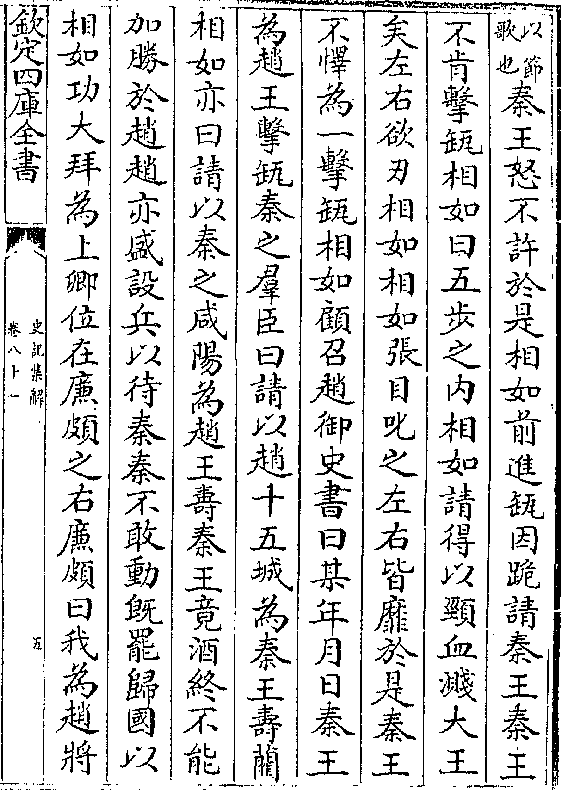 以節
歌也秦王怒不許於是相如前進缻因跪請秦王秦王
不肯擊缻相如曰五步之内相如請得以頸血濺大王
矣左右欲刃相如相如張目叱之左右皆靡於是秦王
不懌為一擊缻相如顧召趙御史書曰某年月日秦王
為趙王擊缻秦之羣臣曰請以趙十五城為秦王壽藺
相如亦曰請以秦之咸陽為趙王壽秦王竟酒終不能
加勝於趙趙亦盛設兵以待秦秦不敢動既罷歸國以
相如功大拜為上卿位在廉頗之右廉頗曰我為趙將
欽定四庫全書
史記集解
卷八十一
五